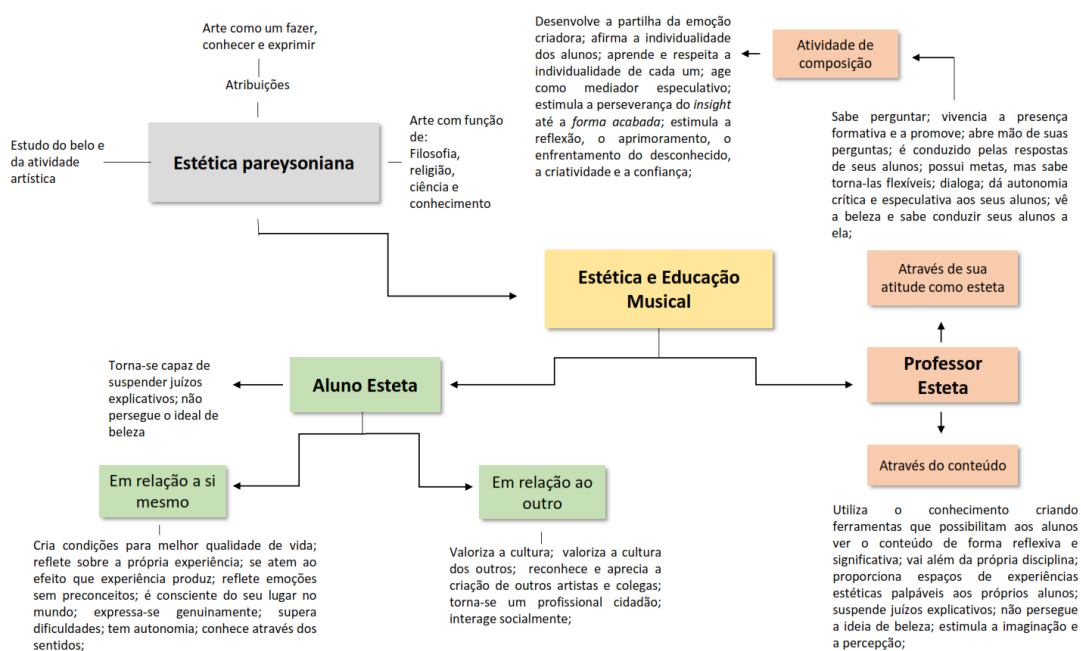 Arte como um fazer,
conhecer e exprimir
Atribuições
Estudo do belo e
da atividade
artística
Estética pareysoniana
Arte com função
de:
Filosofia,
religião,
ciência e
conhecimento
Desenvolve a partilha da emoção
criadora; afirma a individualidade
dos alunos; aprende e respeita a
individualidade de cada um; age
como mediador especulativo;
estimula a perseverança do insight
até a forma acabada; estimula a
reflexão, o aprimoramento, o
enfrentamento do desconhecido,
a criatividade e a confiança;
Atividade de
composição
Sabe perguntar; vivencia a presença
formativa e a promove; abre mão de suas
perguntas; é conduzido pelas respostas
de seus alunos; possui metas, mas sabe
torna-las flexíveis; dialoga; dá autonomia
crítica e especulativa aos seus alunos; vê
a beleza e sabe conduzir seus alunos a
ela;
Através de sua
atitude como esteta
Estética e Educação
Musical
Professor
Esteta
Através do conteúdo
Utiliza o conhecimento criando
ferramentas que possibilitam aos alunos
ver o conteúdo de forma reflexiva e
significativa; vai além da própria disciplina;
proporciona espaços de experiências
estéticas palpáveis aos próprios alunos;
suspende juízos explicativos; não persegue
a ideia de beleza; estimula a imaginação e
a percepção;
Torna-se capaz de
suspender juízos
explicativos; não
persegue o ideal de
beleza
Aluno Esteta
Em relação a si
mesmo
Cria condições para melhor qualidade de vida;
reflete sobre a própria experiência; se atem ao
efeito que experiência produz; reflete emoções
sem preconceitos; é consciente do seu lugar no
mundo; expressa-se genuinamente; supera
dificuldades; tem autonomia; conhece através dos
sentidos;
Em relação ao
outro
Valoriza a cultura; valoriza a cultura
dos outros; reconhece e aprecia a
criação de outros artistas e colegas;
torna-se um profissional cidadão;
interage socialmente;